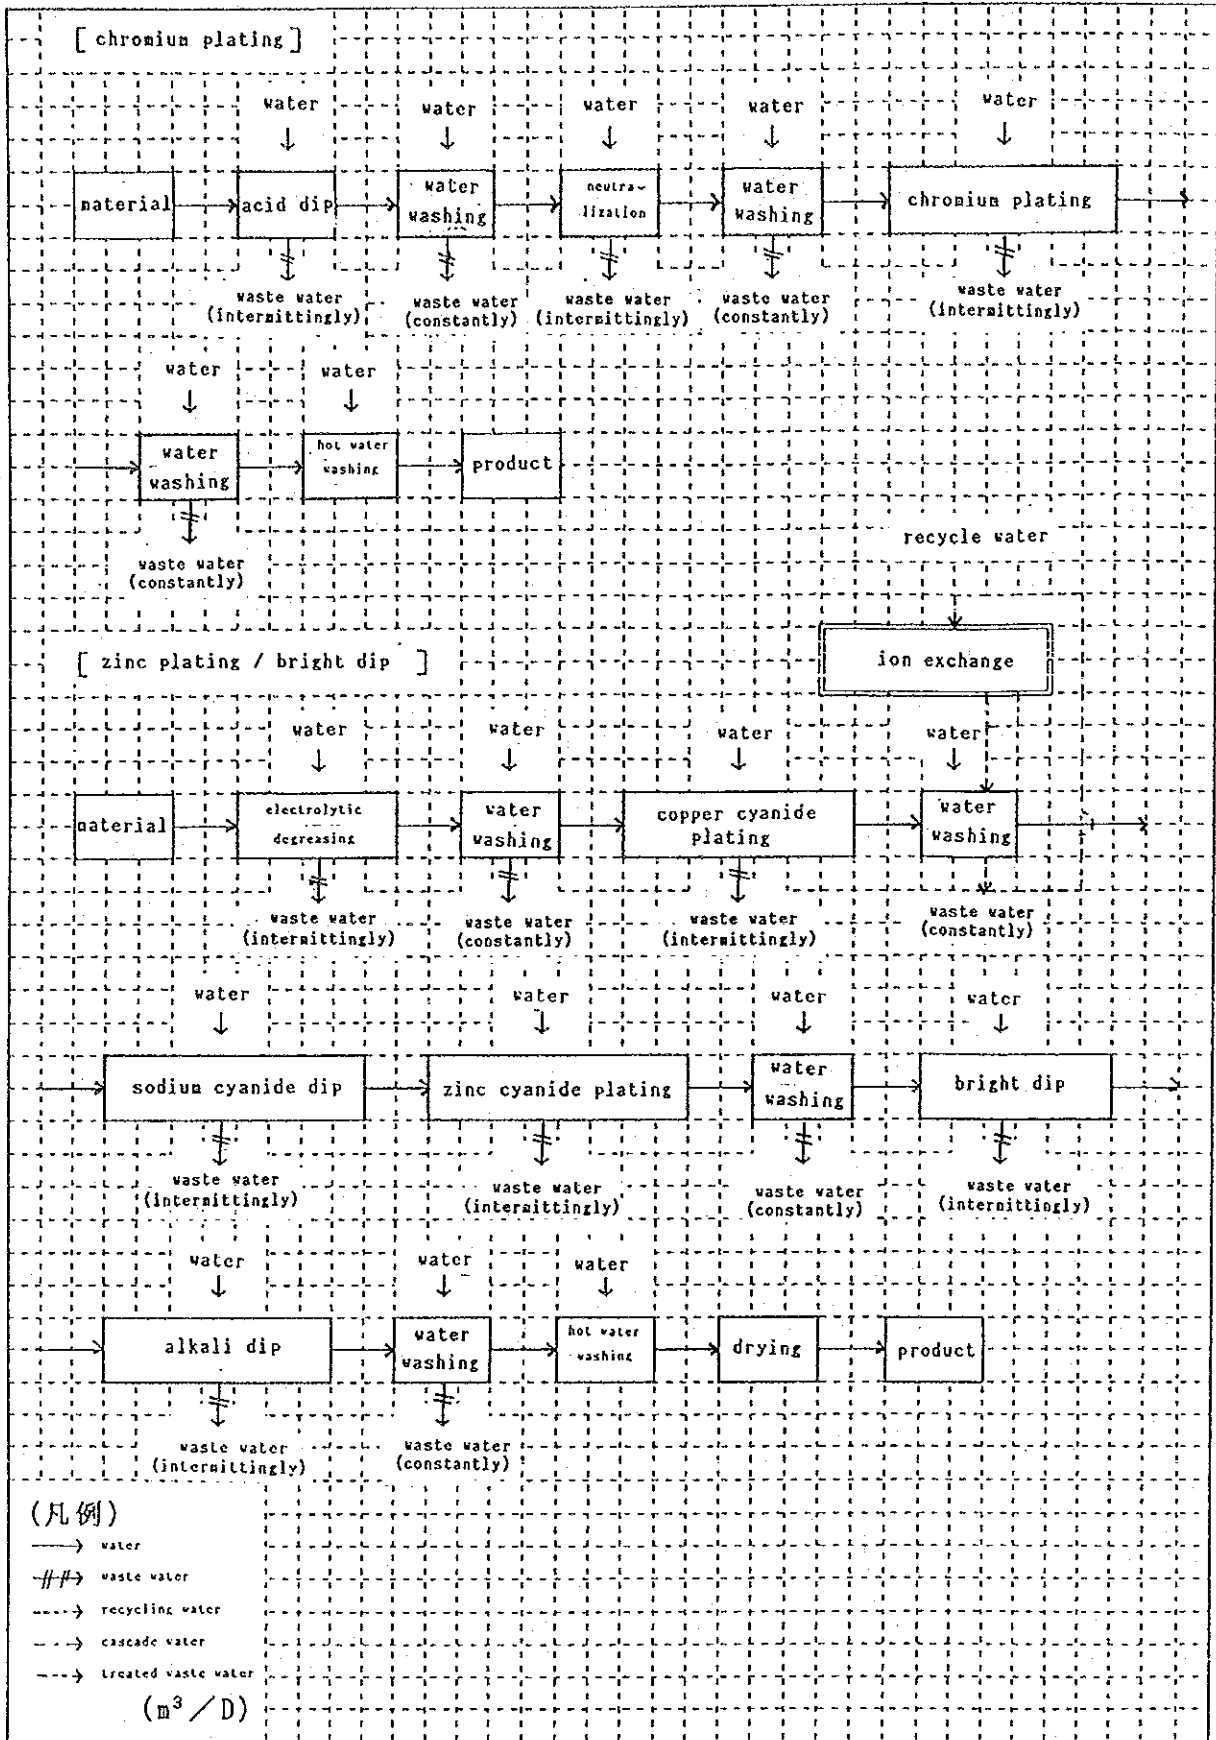 [ chromium plating ]
water water water water water
material
acid dip
water
washing
neutra-
lization
water
washing
chromium plating
waste water
(intermittingly)
waste water
(constantly)
waste water
(intermittingly)
waste water
(constantly)
waste water
(intermittingly)
water water
water
washing
hot water
washing
product
waste water
(constantly)
recycle water
ion exchange
[ zinc plating / bright dip ]
water water water water
material
electrolytic
degreasing
water
washing
copper cyanide
plating
water
washing
waste water
(intermittingly)
waste water
(constantly)
waste water
(intermittingly)
waste water
(constantly)
water water water water
sodium cyanide dip
zinc cyanide plating
water
washing
bright dip
waste water
(intermittingly)
waste water
(intermittingly)
waste water
(constantly)
waste water
(intermittingly)
water water water
alkali dip
water
washing
hot water
washing
drying
product
waste water
(intermittingly)
waste water
(constantly)
(凡例)
water
waste water
recycling water
cascade water
treated waste water
(m³/D)